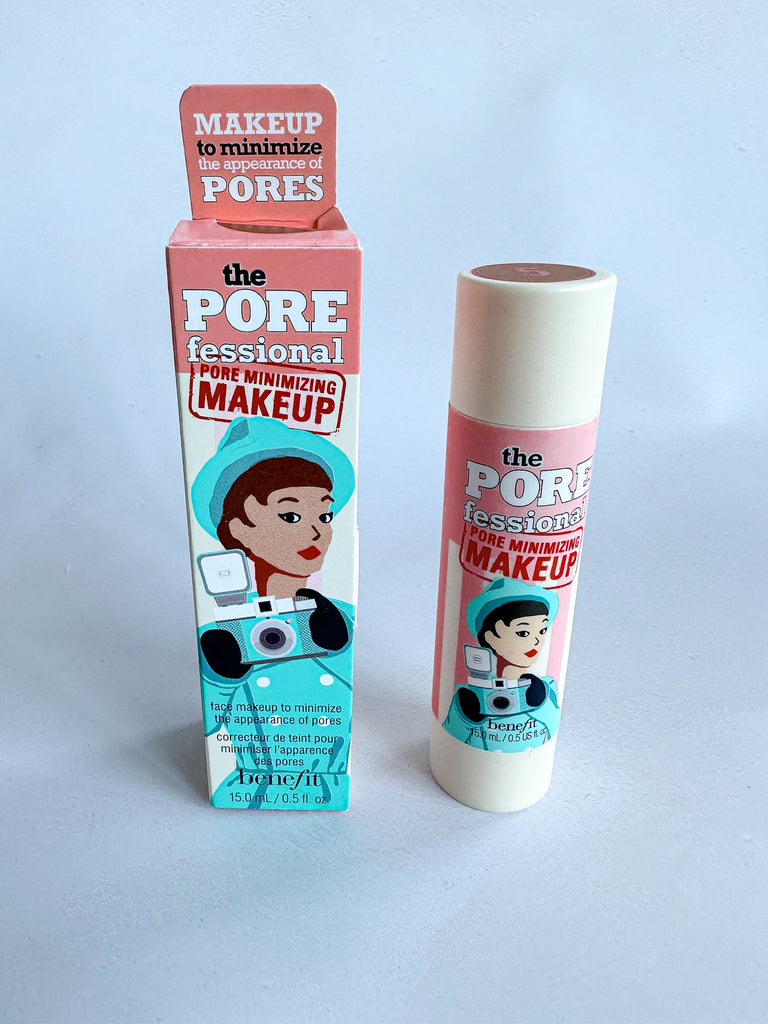 MAKEUP
to minimize
the appearance of
PORES
the
PORE
fessional
PORE MINIMIZING
MAKEUP
face makeup to minimize
the appearance of pores
correcteur de teint pour
minimiser l'apparence
des pores
benefit
15.0 mL / 0.5 fl. oz.
5
the
PORE
fessional
PORE MINIMIZING
MAKEUP
benefit
15.0 mL / 0.5 US fl. oz.